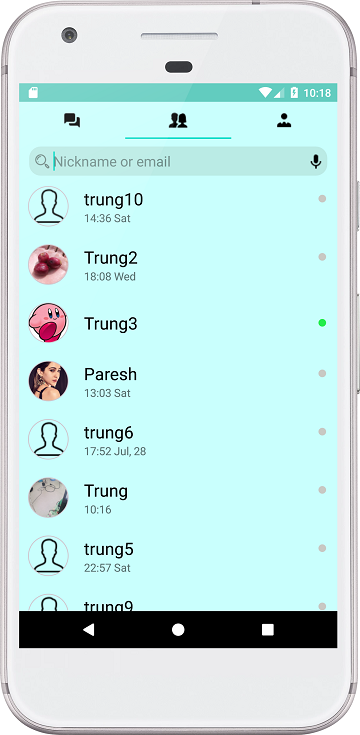 10:18
Nickname or email
trung10
14:36 Sat
Trung2
18:08 Wed
Trung3
Paresh
13:03 Sat
trung6
17:52 Jul, 28
Trung
10:16
trung5
22:57 Sat
trung9